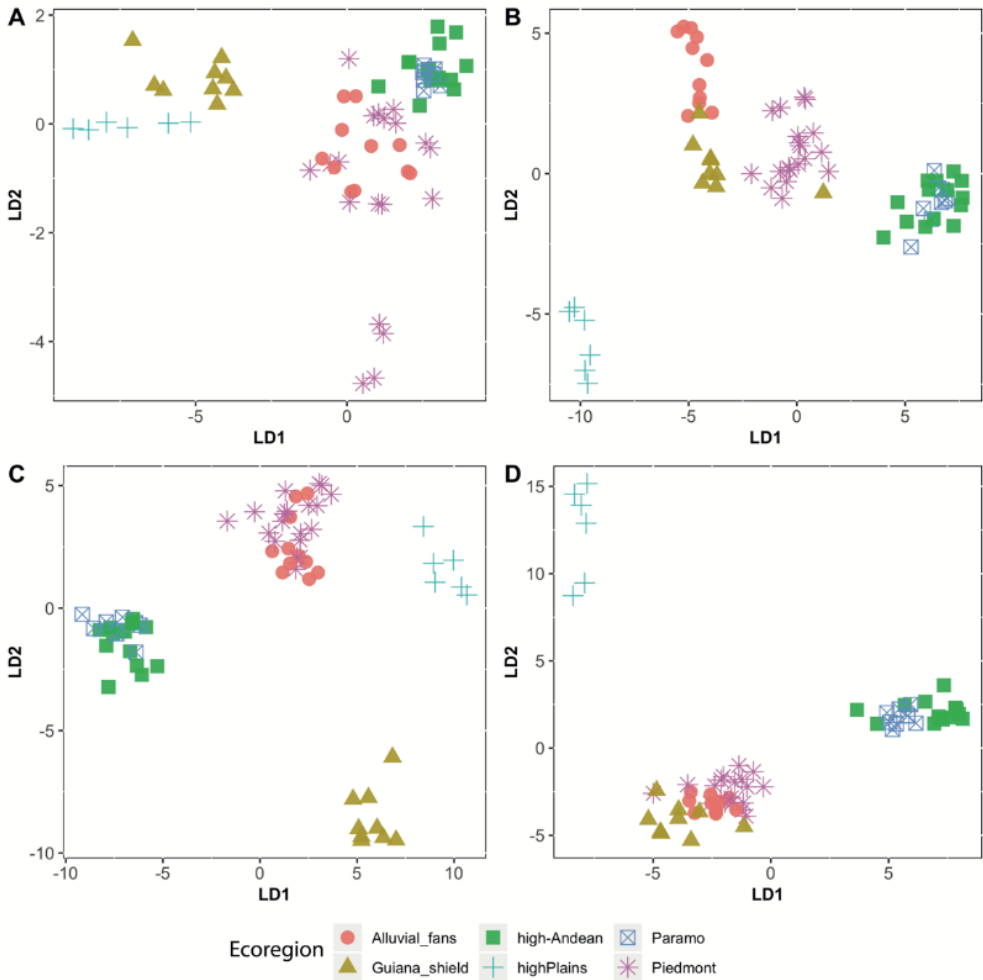 A
B
2
0
-2
-4
LD2
-5
0
LD1
5
0
-5
LD2
-10
-5
0
5
LD1
C
D
5
0
-5
-10
LD2
-10
-5
0
5
10
LD1
15
10
5
0
-5
LD2
-5
0
5
LD1
Ecoregion
Alluvial_fans
high-Andean
Paramo
Guiana_shield
highPlains
Piedmont